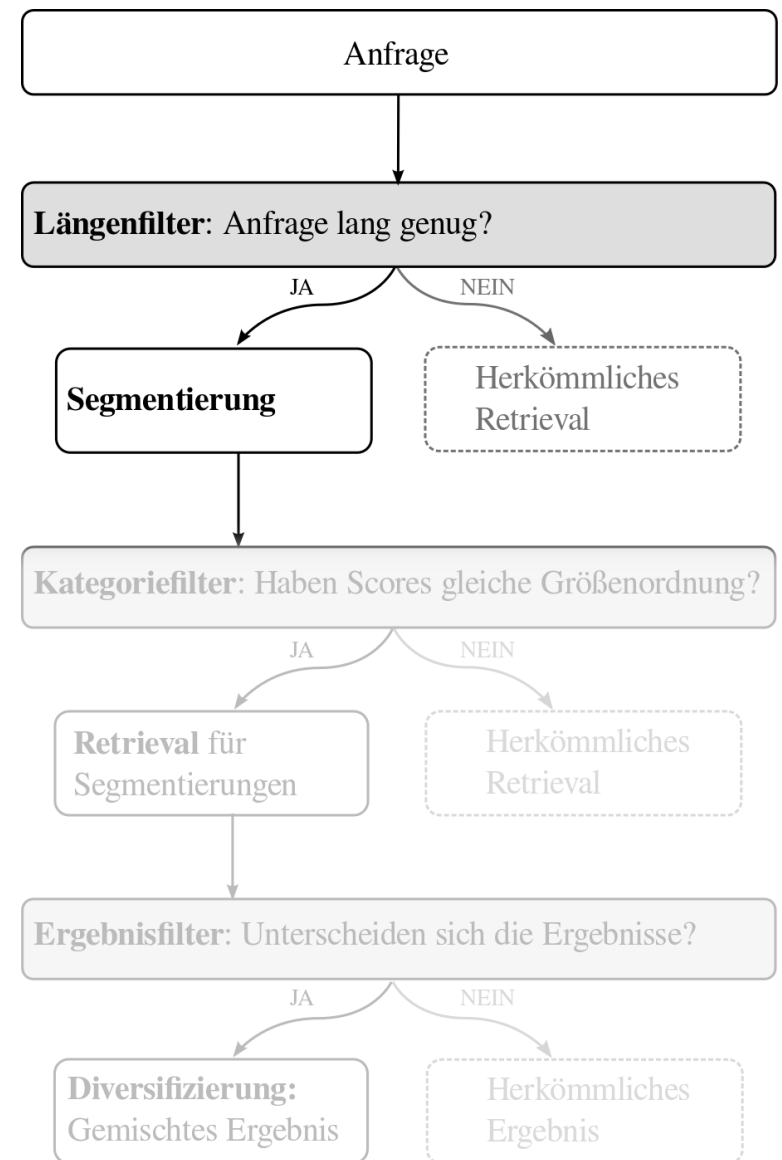 Anfrage
Längenfilter: Anfrage lang genug?
JA
NEIN
Segmentierung
Herkömmliches
Retrieval
Kategoriefilter: Haben Scores gleiche Größenordnung?
JA
NEIN
Retrieval für
Segmentierungen
Herkömmliches
Retrieval
Ergebnisfilter: Unterscheiden sich die Ergebnisse?
JA
NEIN
Diversifizierung:
Gemischtes Ergebnis
Herkömmliches
Ergebnis